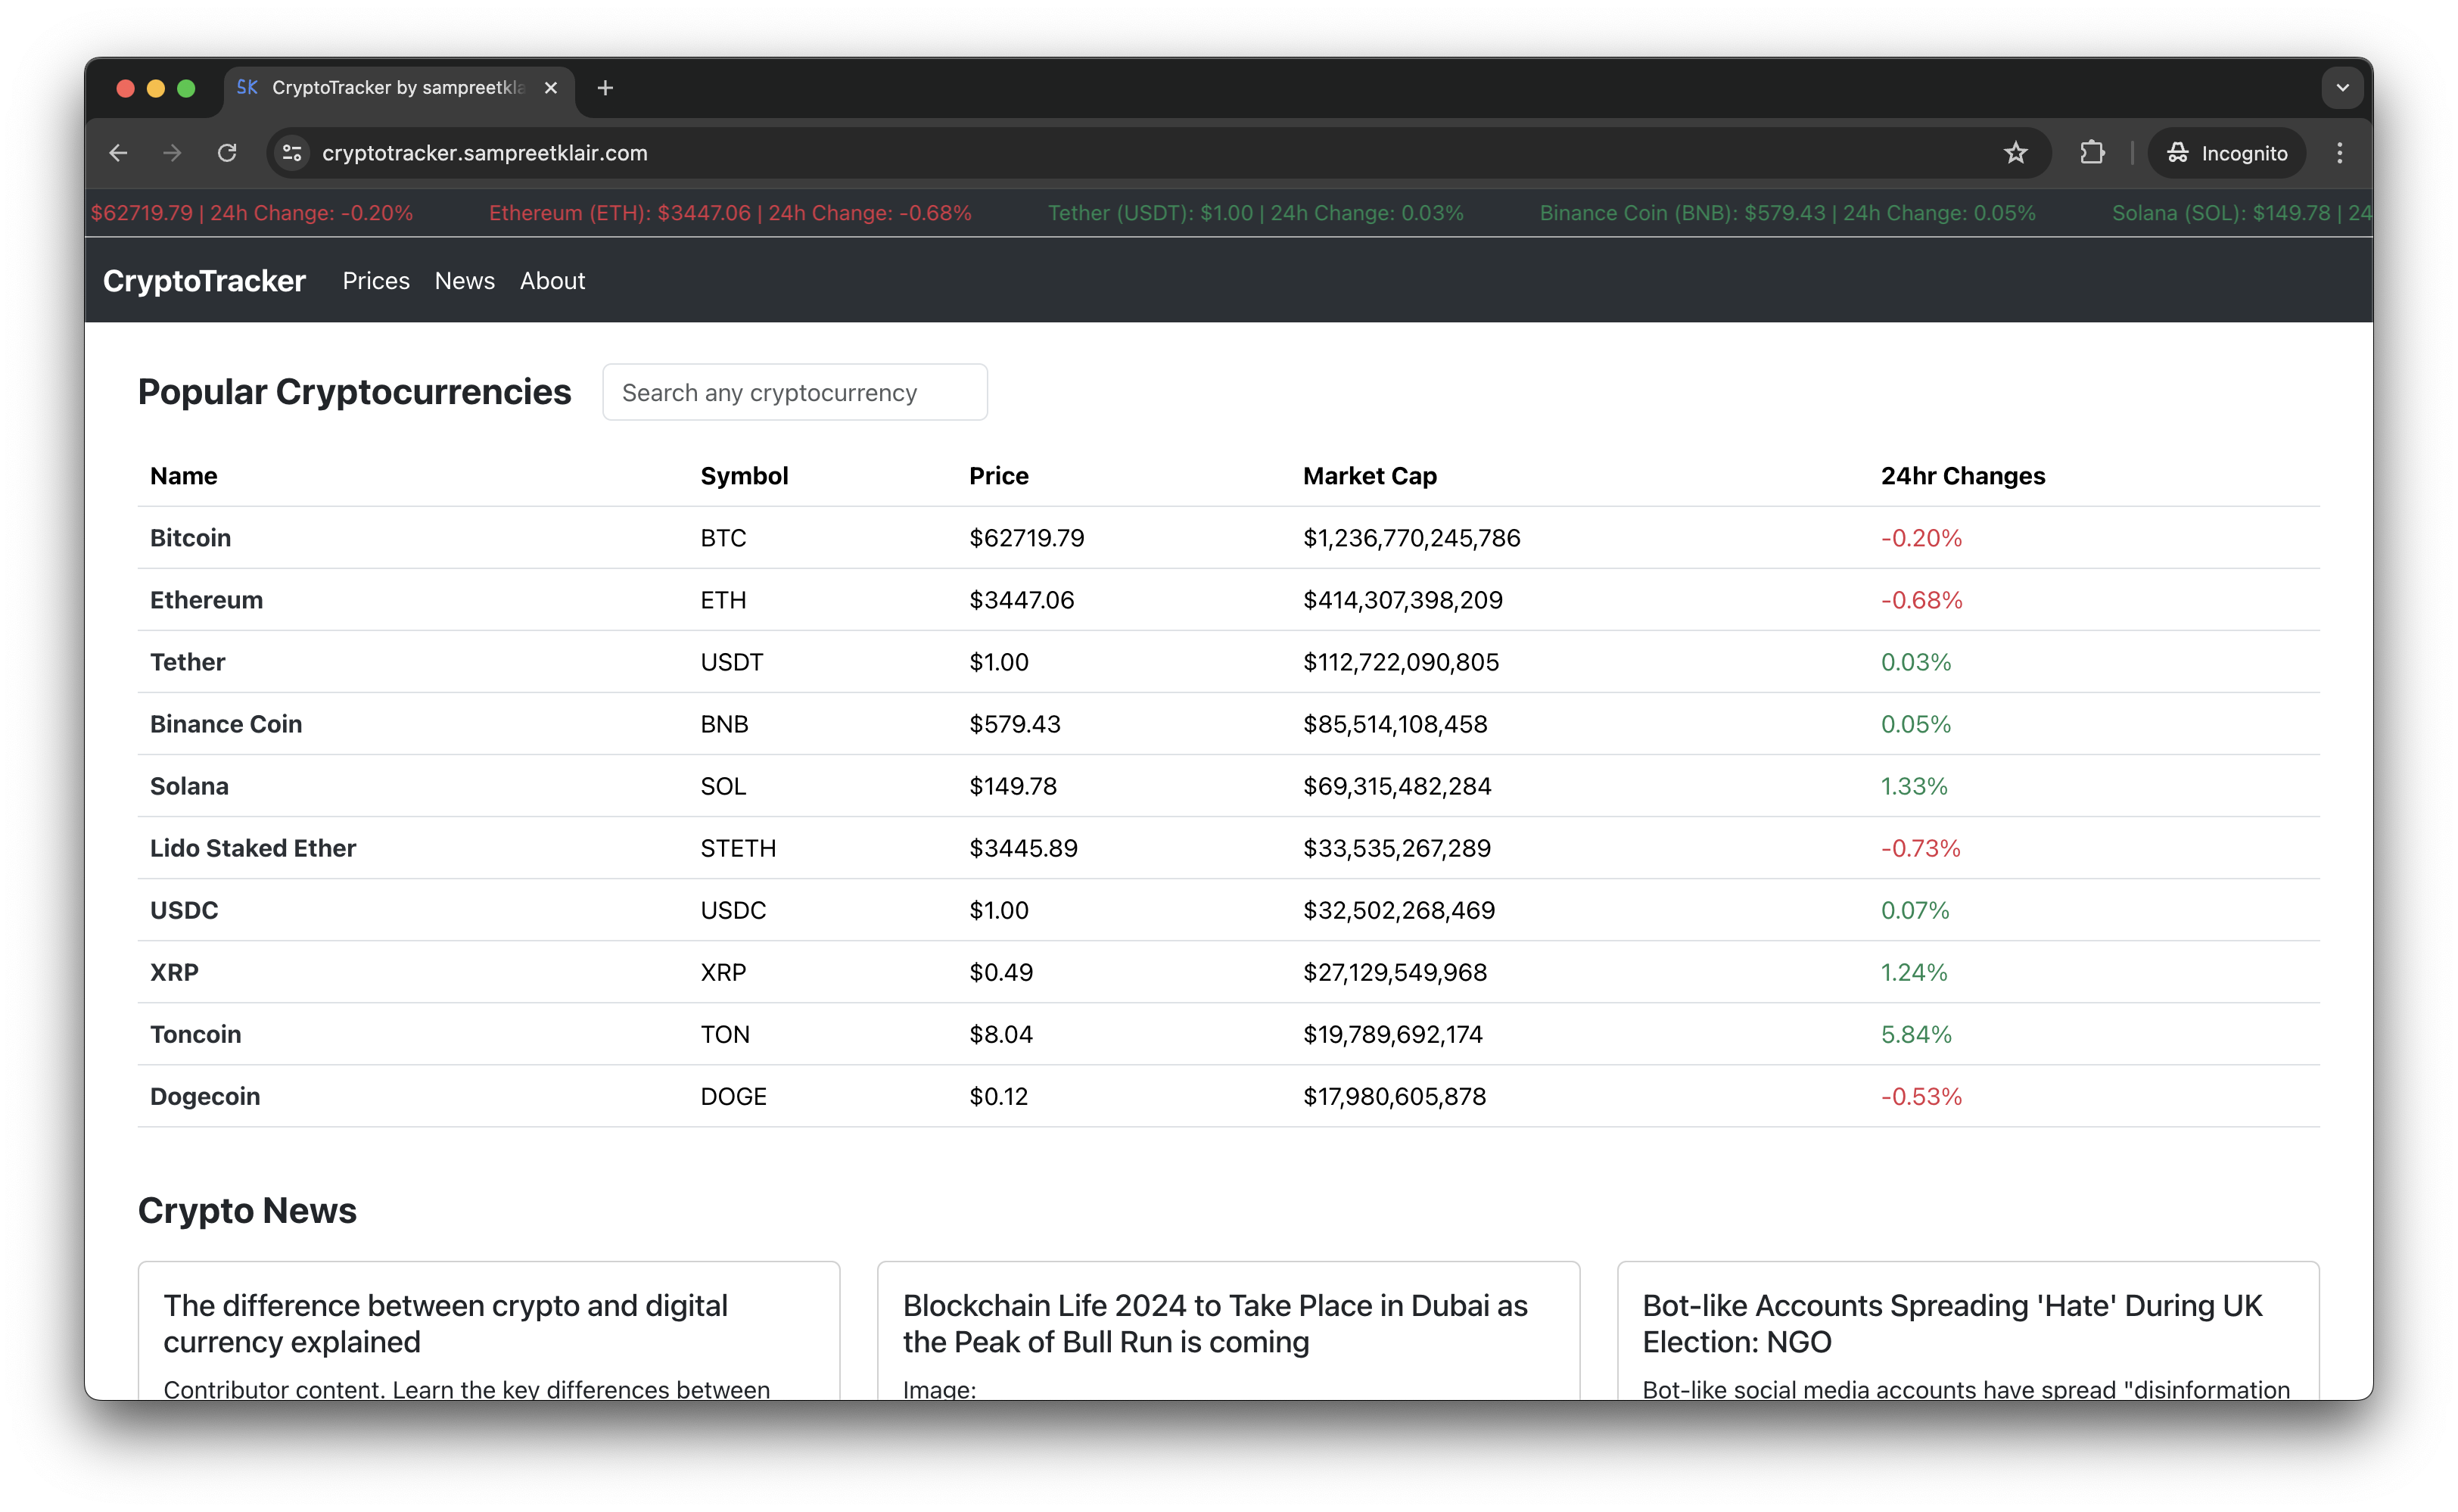 SK CryptoTracker by sampreetkla
cryptotracker.sampreetklair.com
Incognito
$62719.79 | 24h Change: -0.20% Ethereum (ETH): $3447.06 | 24h Change: -0.68% Tether (USDT): $1.00 | 24h Change: 0.03% Binance Coin (BNB): $579.43 | 24h Change: 0.05% Solana (SOL): $149.78 | 24
CryptoTracker Prices News About
Popular Cryptocurrencies Search any cryptocurrency
Name Symbol Price Market Cap 24hr Changes
Bitcoin BTC $62719.79 $1,236,770,245,786 -0.20%
Ethereum ETH $3447.06 $414,307,398,209 -0.68%
Tether USDT $1.00 $112,722,090,805 0.03%
Binance Coin BNB $579.43 $85,514,108,458 0.05%
Solana SOL $149.78 $69,315,482,284 1.33%
Lido Staked Ether STETH $3445.89 $33,535,267,289 -0.73%
USDC USDC $1.00 $32,502,268,469 0.07%
XRP XRP $0.49 $27,129,549,968 1.24%
Toncoin TON $8.04 $19,789,692,174 5.84%
Dogecoin DOGE $0.12 $17,980,605,878 -0.53%
Crypto News
The difference between crypto and digital
currency explained
Contributor content. Learn the key differences between
Blockchain Life 2024 to Take Place in Dubai as
the Peak of Bull Run is coming
Image:
Bot-like Accounts Spreading 'Hate' During UK
Election: NGO
Bot-like social media accounts have spread "disinformation